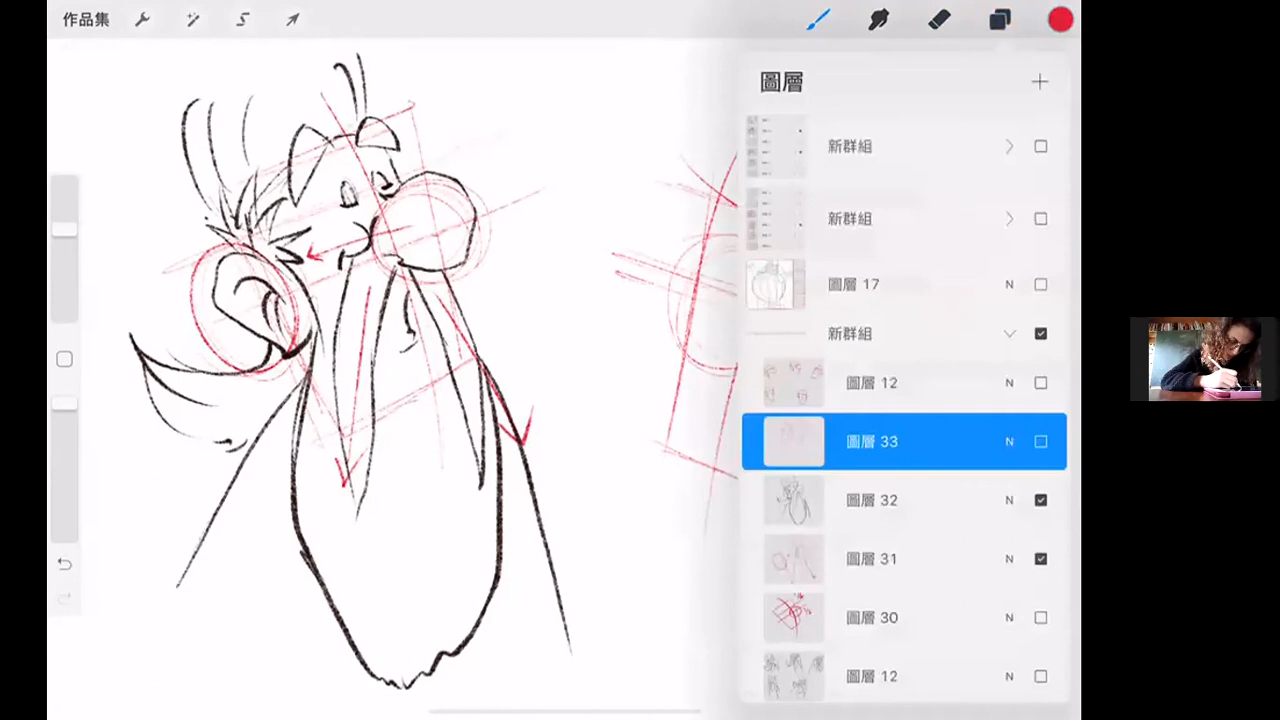 作品集
圖層
新群組
新群組
圖層 17 N
新群組
圖層 12 N
圖層 33 N
圖層 32 N
圖層 31 N
圖層 30 N
圖層 12 N